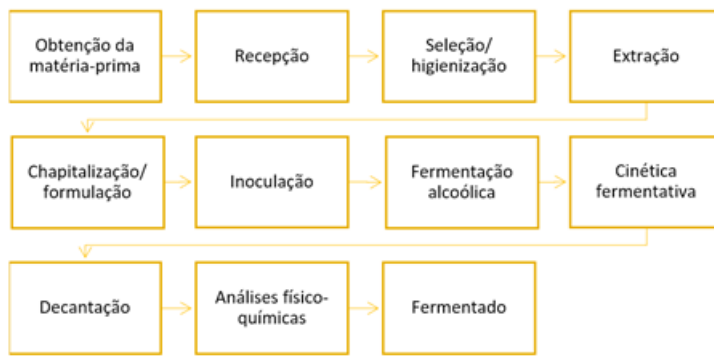 Obtenção da
matéria-prima
Recepção
Seleção/
higienização
Extração
Chapitalização/
formulação
Inoculação
Fermentação
alcoólica
Cinética
fermentativa
Decantação
Análises físico-
químicas
Fermentado